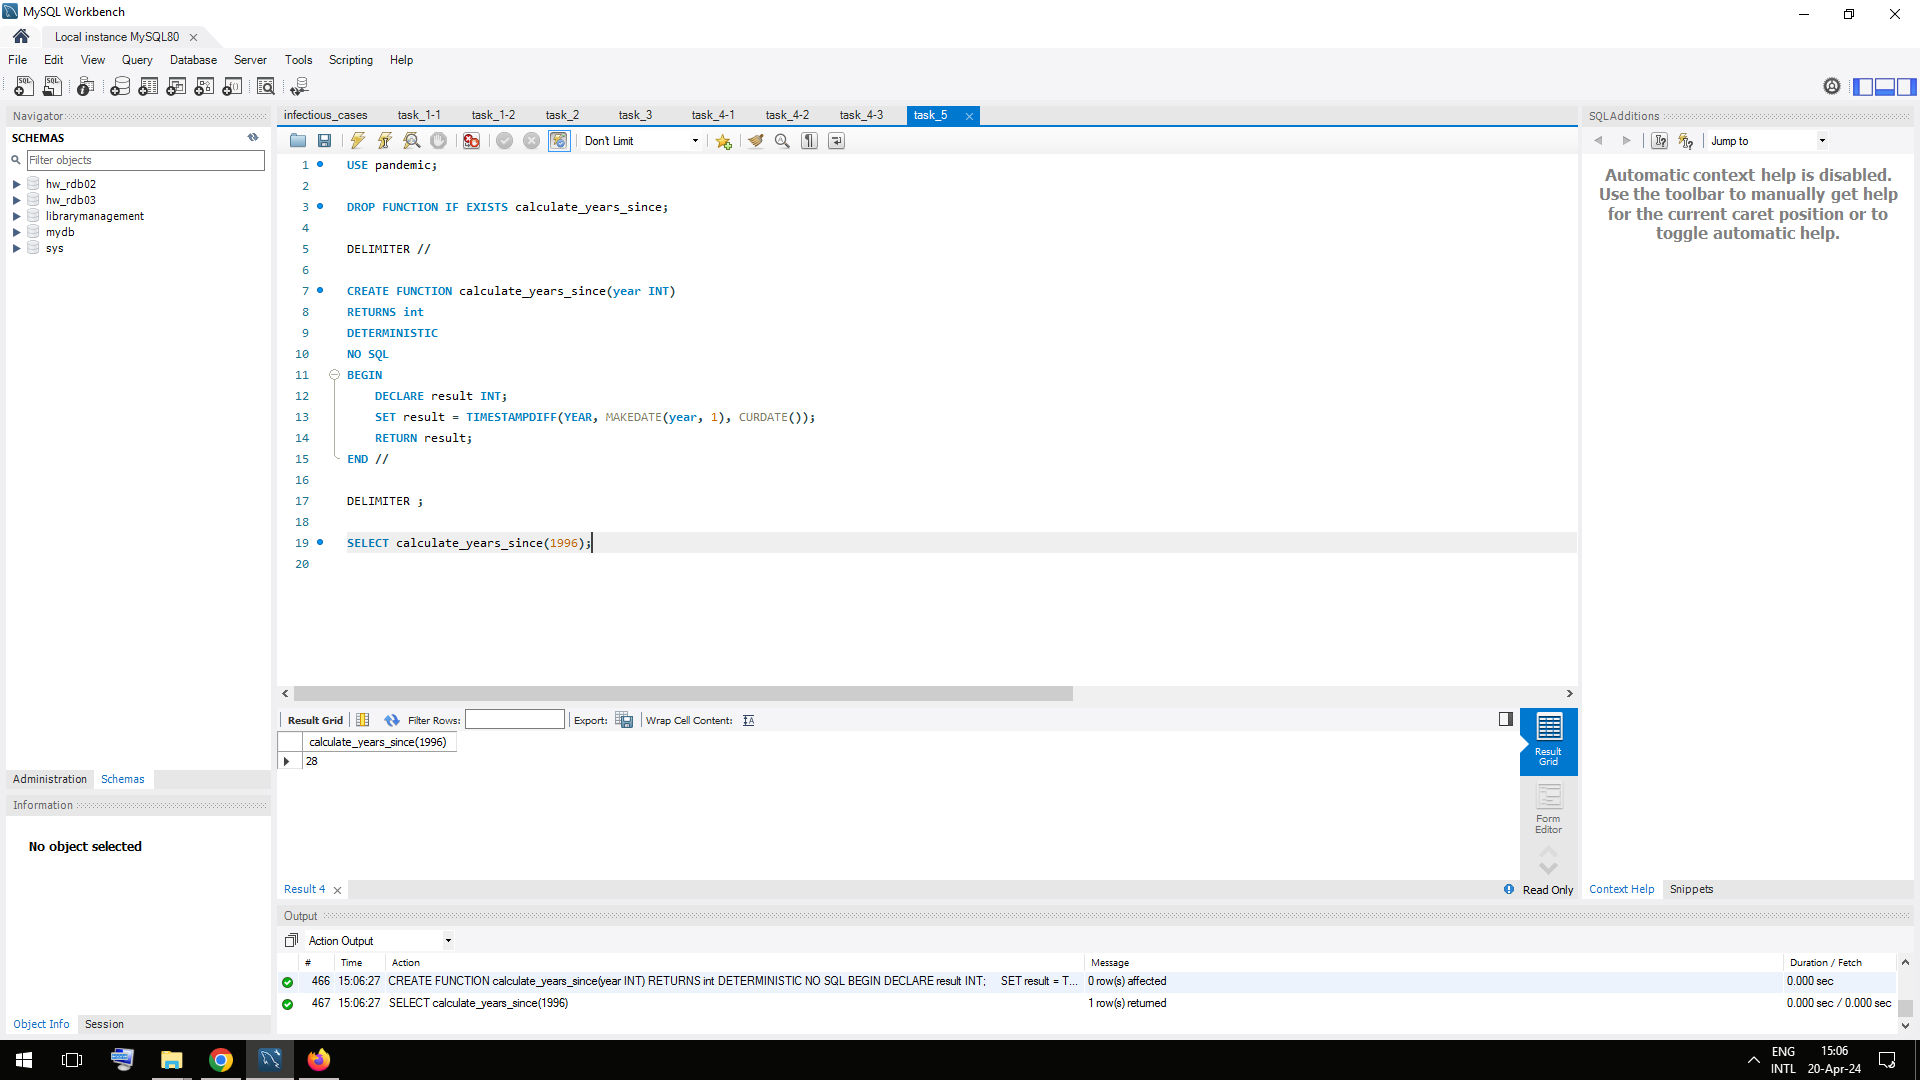 MySQL Workbench
Local instance MySQL80
File Edit View Query Database Server Tools Scripting Help
Navigator
SCHEMAS
Filter objects
hw_rdb02
hw_rdb03
librarymanagement
mydb
sys
Administration Schemas
Information
No object selected
Object Info Session
infectious_cases task_1-1 task_1-2 task_2 task_3 task_4-1 task_4-2 task_4-3 task_5
Don't Limit
1 USE pandemic;
2
3 DROP FUNCTION IF EXISTS calculate_years_since;
4
5 DELIMITER //
6
7 CREATE FUNCTION calculate_years_since(year INT)
8 RETURNS int
9 DETERMINISTIC
10 NO SQL
11 BEGIN
12 DECLARE result INT;
13 SET result = TIMESTAMPDIFF(YEAR, MAKEDATE(year, 1), CURDATE());
14 RETURN result;
15 END //
16
17 DELIMITER ;
18
19 SELECT calculate_years_since(1996);
20
Result Grid Filter Rows: Export: Wrap Cell Content:
calculate_years_since(1996)
28
Result Grid
Form Editor
Result 4
Read Only
SQLAdditions
Jump to
Automatic context help is disabled.
Use the toolbar to manually get help
for the current caret position or to
toggle automatic help.
Context Help Snippets
Output
Action Output
# Time Action Message Duration / Fetch
466 15:06:27 CREATE FUNCTION calculate_years_since(year INT) RETURNS int DETERMINISTIC NO SQL BEGIN DECLARE result INT; SET result = T... 0 row(s) affected 0.000 sec
467 15:06:27 SELECT calculate_years_since(1996) 1 row(s) returned 0.000 sec / 0.000 sec
ENG
INTL
15:06
20-Apr-24